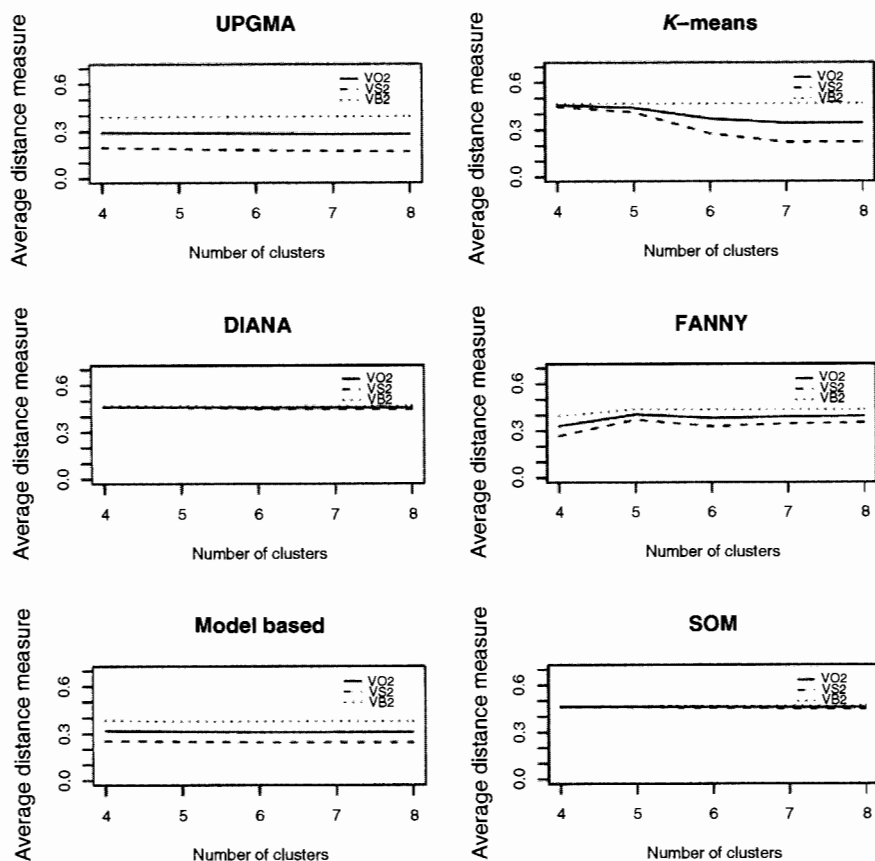 UPGMA
VO2
VS2
VB2
Average distance measure
0.6
0.3
0.0
4 5 6 7 8
Number of clusters
K–means
VO2
VS2
VB2
Average distance measure
0.6
0.3
0.0
4 5 6 7 8
Number of clusters
DIANA
VO2
VS2
VB2
Average distance measure
0.6
0.3
0.0
4 5 6 7 8
Number of clusters
FANNY
VO2
VS2
VB2
Average distance measure
0.6
0.3
0.0
4 5 6 7 8
Number of clusters
Model based
VO2
VS2
VB2
Average distance measure
0.6
0.3
0.0
4 5 6 7 8
Number of clusters
SOM
VO2
VS2
VB2
Average distance measure
0.6
0.3
0.0
4 5 6 7 8
Number of clusters